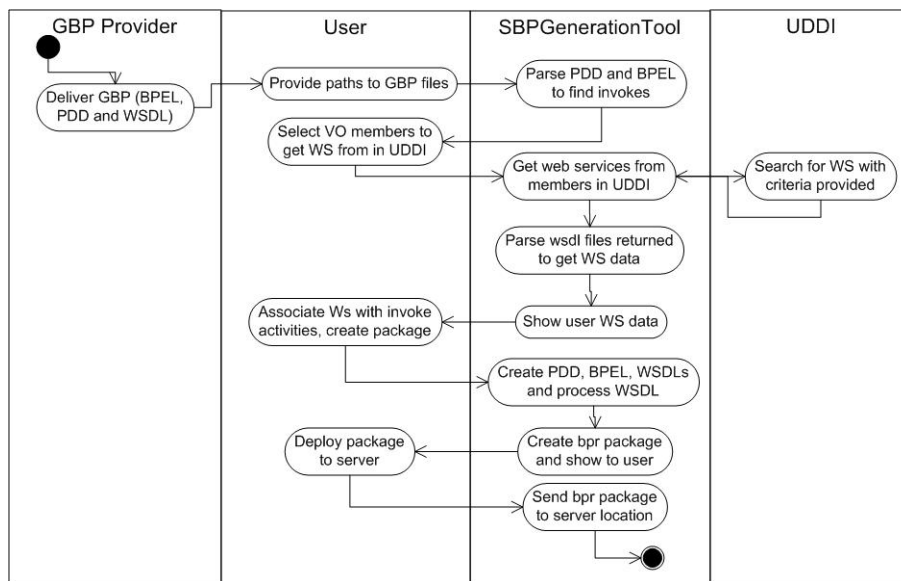 GBP Provider
User
SBPGenerationTool
UDDI
Deliver GBP (BPEL,
PDD and WSDL)
Provide paths to GBP files
Parse PDD and BPEL
to find invokes
Select VO members to
get WS from in UDDI
Get web services from
members in UDDI
Search for WS with
criteria provided
Parse wsdl files returned
to get WS data
Associate Ws with invoke
activities, create package
Show user WS data
Create PDD, BPEL, WSDLs
and process WSDL
Deploy package
to server
Create bpr package
and show to user
Send bpr package
to server location